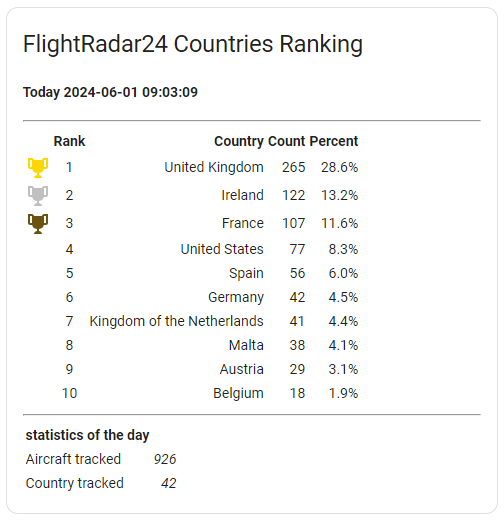 FlightRadar24 Countries Ranking
Today 2024-06-01 09:03:09
Rank Country Count Percent
1 United Kingdom 265 28.6%
2 Ireland 122 13.2%
3 France 107 11.6%
4 United States 77 8.3%
5 Spain 56 6.0%
6 Germany 42 4.5%
7 Kingdom of the Netherlands 41 4.4%
8 Malta 38 4.1%
9 Austria 29 3.1%
10 Belgium 18 1.9%
statistics of the day
Aircraft tracked 926
Country tracked 42